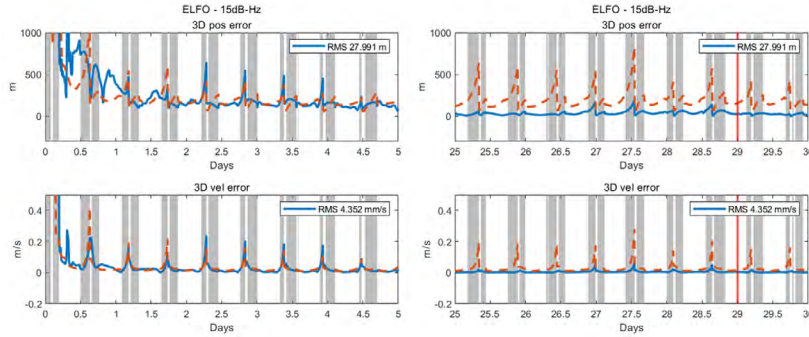 ELFO - 15dB-Hz
3D pos error
1000
500
0
m
RMS 27.991 m
0 0.5 1 1.5 2 2.5 3 3.5 4 4.5 5
Days
3D vel error
0.4
0.2
0
-0.2
m/s
RMS 4.352 mm/s
0 0.5 1 1.5 2 2.5 3 3.5 4 4.5 5
Days
ELFO - 15dB-Hz
3D pos error
1000
500
0
m
RMS 27.991 m
25 25.5 26 26.5 27 27.5 28 28.5 29 29.5 30
Days
3D vel error
0.4
0.2
0
-0.2
m/s
RMS 4.352 mm/s
25 25.5 26 26.5 27 27.5 28 28.5 29 29.5 30
Days